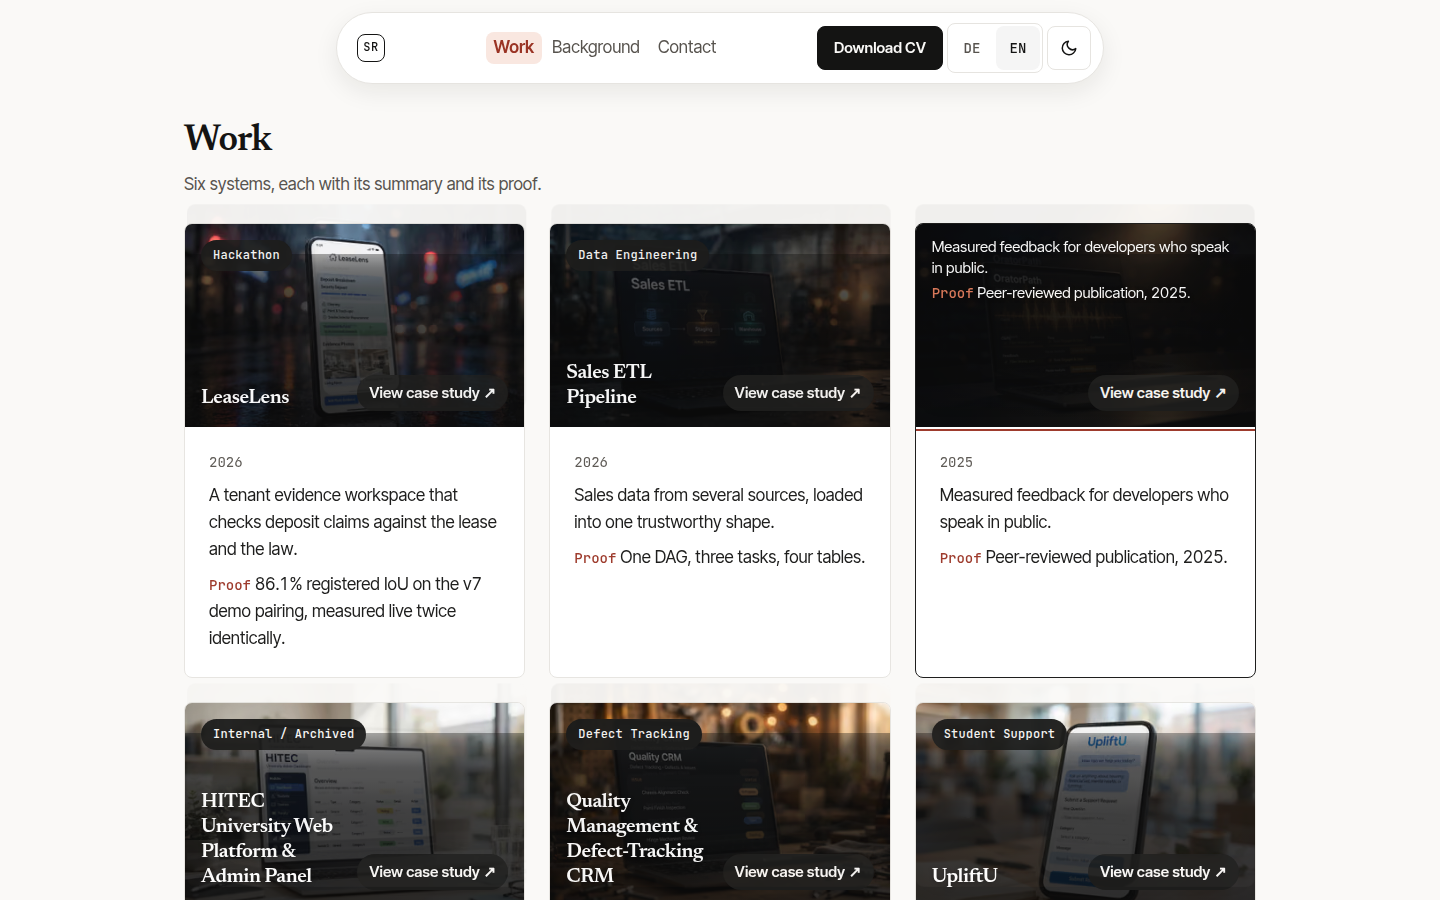 SR
Work
Background
Contact
Download CV
DE
EN
Work
Six systems, each with its summary and its proof.
Hackathon
LeaseLens
LeaseLens
View case study ↗
2026
A tenant evidence workspace that
checks deposit claims against the lease
and the law.
Proof 86.1% registered IoU on the v7
demo pairing, measured live twice
identically.
Data Engineering
Sales ETL
Sales ETL
Pipeline
View case study ↗
2026
Sales data from several sources, loaded
into one trustworthy shape.
Proof One DAG, three tasks, four tables.
Measured feedback for developers who speak
in public.
Proof Peer-reviewed publication, 2025.
View case study ↗
2025
Measured feedback for developers who
speak in public.
Proof Peer-reviewed publication, 2025.
Internal / Archived
HITEC
Overview
HITEC
University Web
Platform &
Admin Panel
View case study ↗
Defect Tracking
Quality CRM
Quality
Management &
Defect-Tracking
CRM
View case study ↗
Student Support
UpliftU
UpliftU
View case study ↗